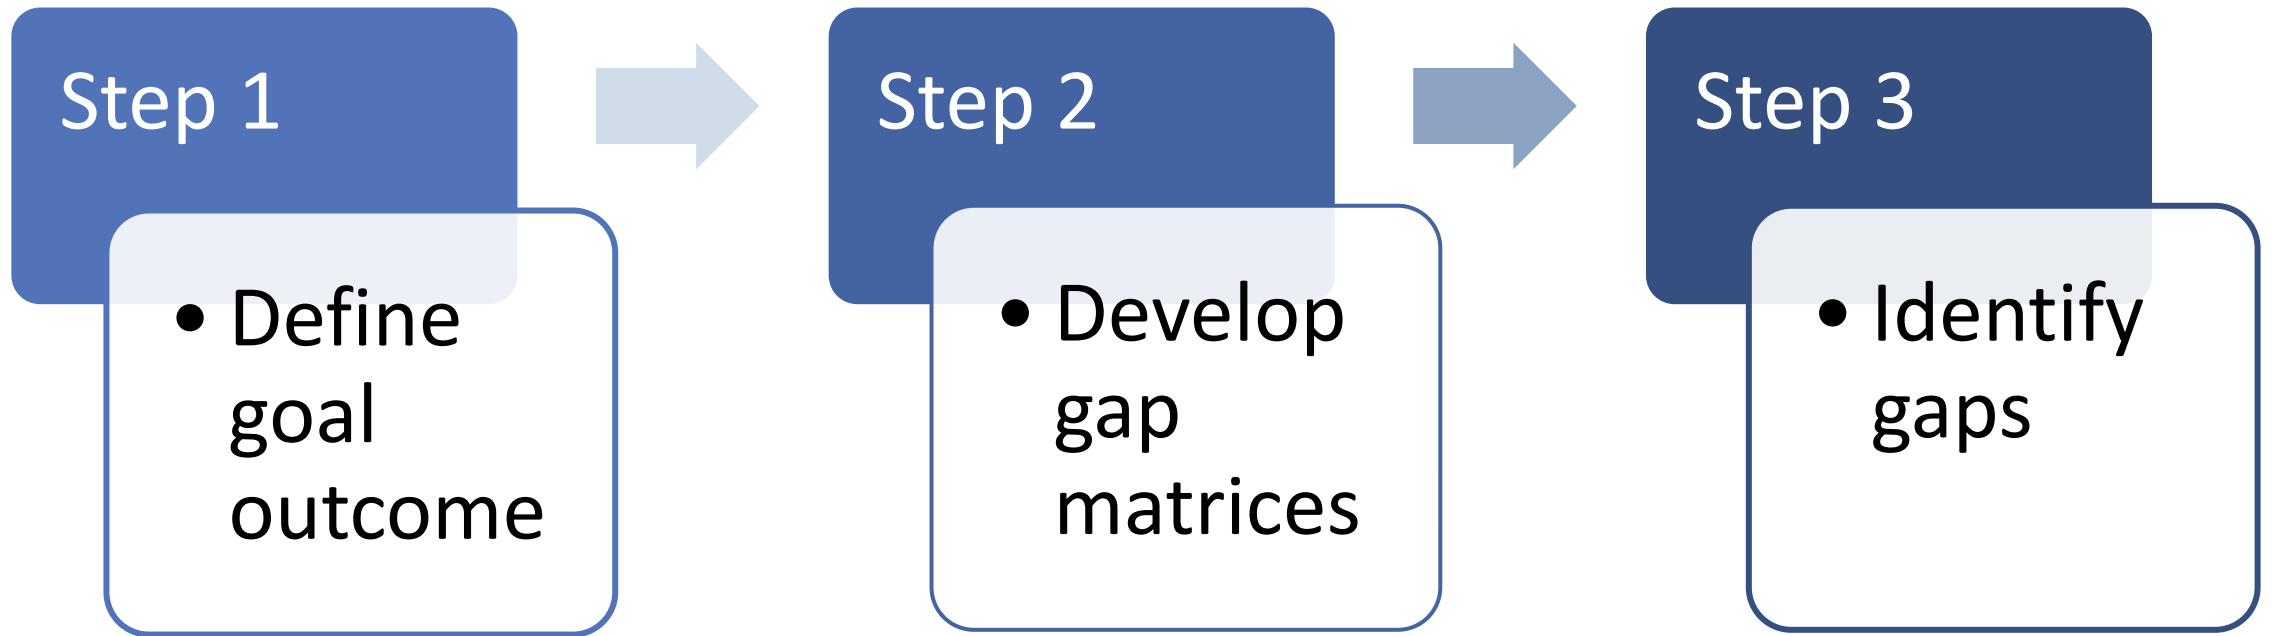 Step 1
• Define
goal
outcome
Step 2
• Develop
gap
matrices
Step 3
• Identify
gaps